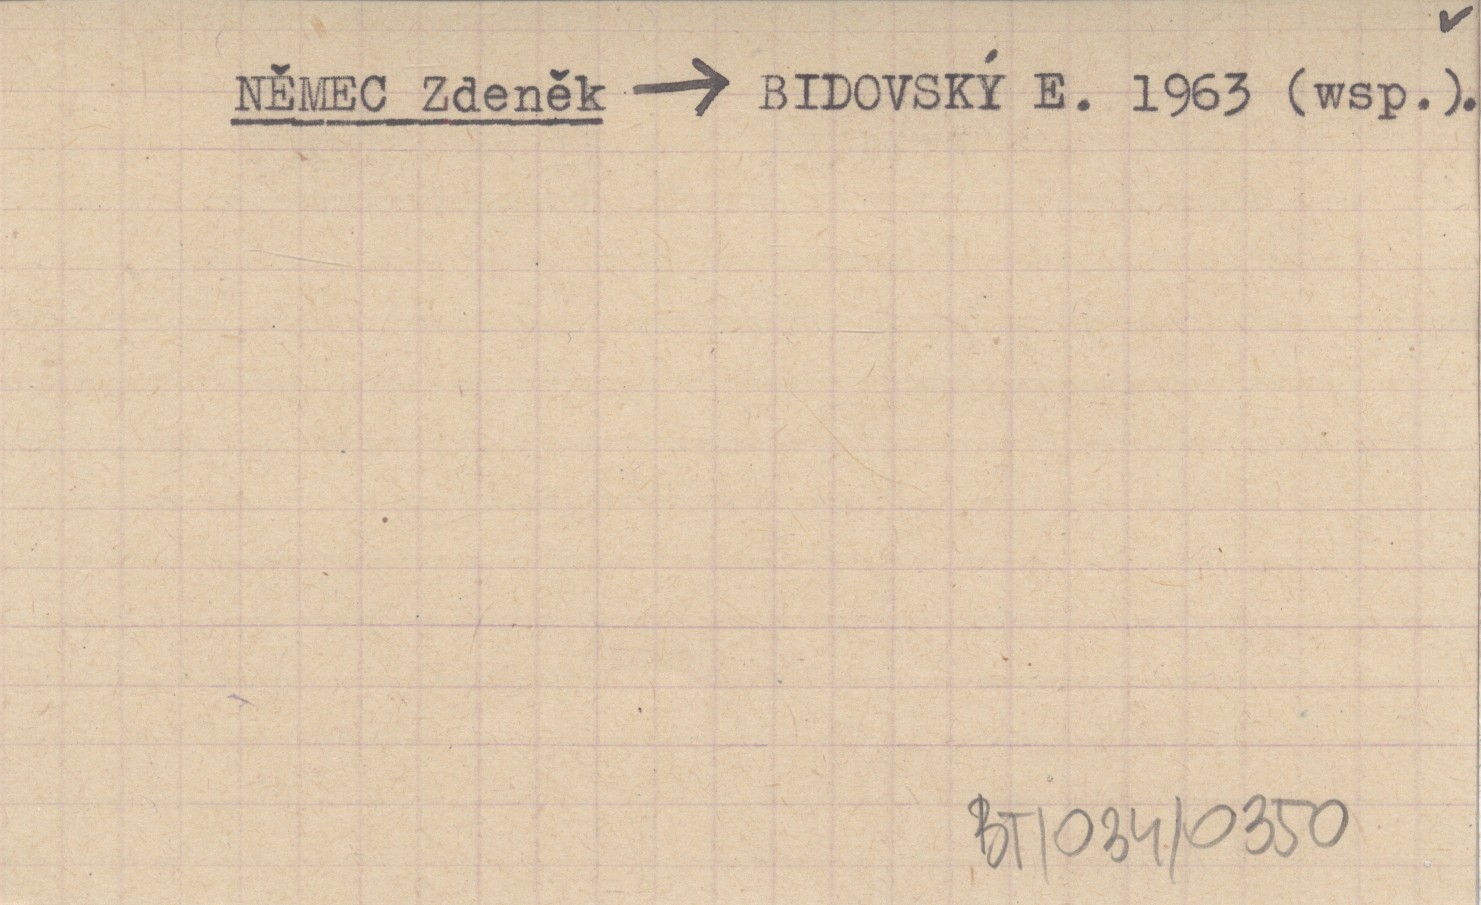 NĚMEC Zdeněk → BIDOVSKÝ E. 1963 (wsp.).
BT/034/0350